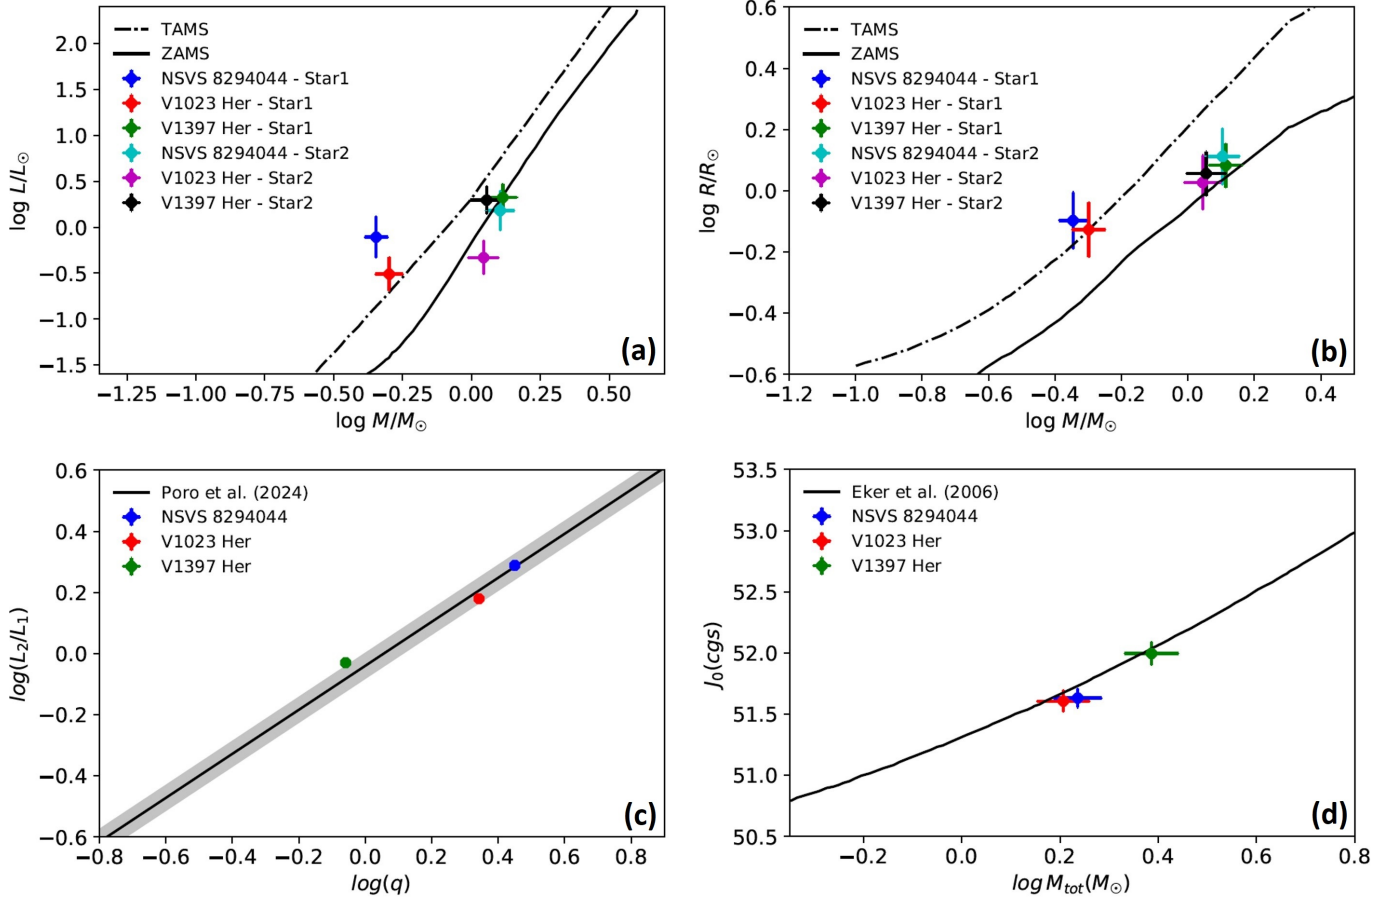 TAMS
ZAMS
NSVS 8294044 - Star1
V1023 Her - Star1
V1397 Her - Star1
NSVS 8294044 - Star2
V1023 Her - Star2
V1397 Her - Star2
2.0
1.5
1.0
0.5
0.0
−0.5
−1.0
−1.5
log L/L⊙
(a)
−1.25 −1.00 −0.75 −0.50 −0.25 0.00 0.25 0.50
log M/M⊙
TAMS
ZAMS
NSVS 8294044 - Star1
V1023 Her - Star1
V1397 Her - Star1
NSVS 8294044 - Star2
V1023 Her - Star2
V1397 Her - Star2
0.6
0.4
0.2
0.0
−0.2
−0.4
−0.6
log R/R⊙
(b)
−1.2 −1.0 −0.8 −0.6 −0.4 −0.2 0.0 0.2 0.4
log M/M⊙
Poro et al. (2024)
NSVS 8294044
V1023 Her
V1397 Her
0.6
0.4
0.2
0.0
−0.2
−0.4
−0.6
log(L₂/L₁)
(c)
−0.8 −0.6 −0.4 −0.2 0.0 0.2 0.4 0.6 0.8
log(q)
Eker et al. (2006)
NSVS 8294044
V1023 Her
V1397 Her
53.5
53.0
52.5
52.0
51.5
51.0
50.5
J₀(cgs)
(d)
−0.2 0.0 0.2 0.4 0.6 0.8
log M_tot(M⊙)